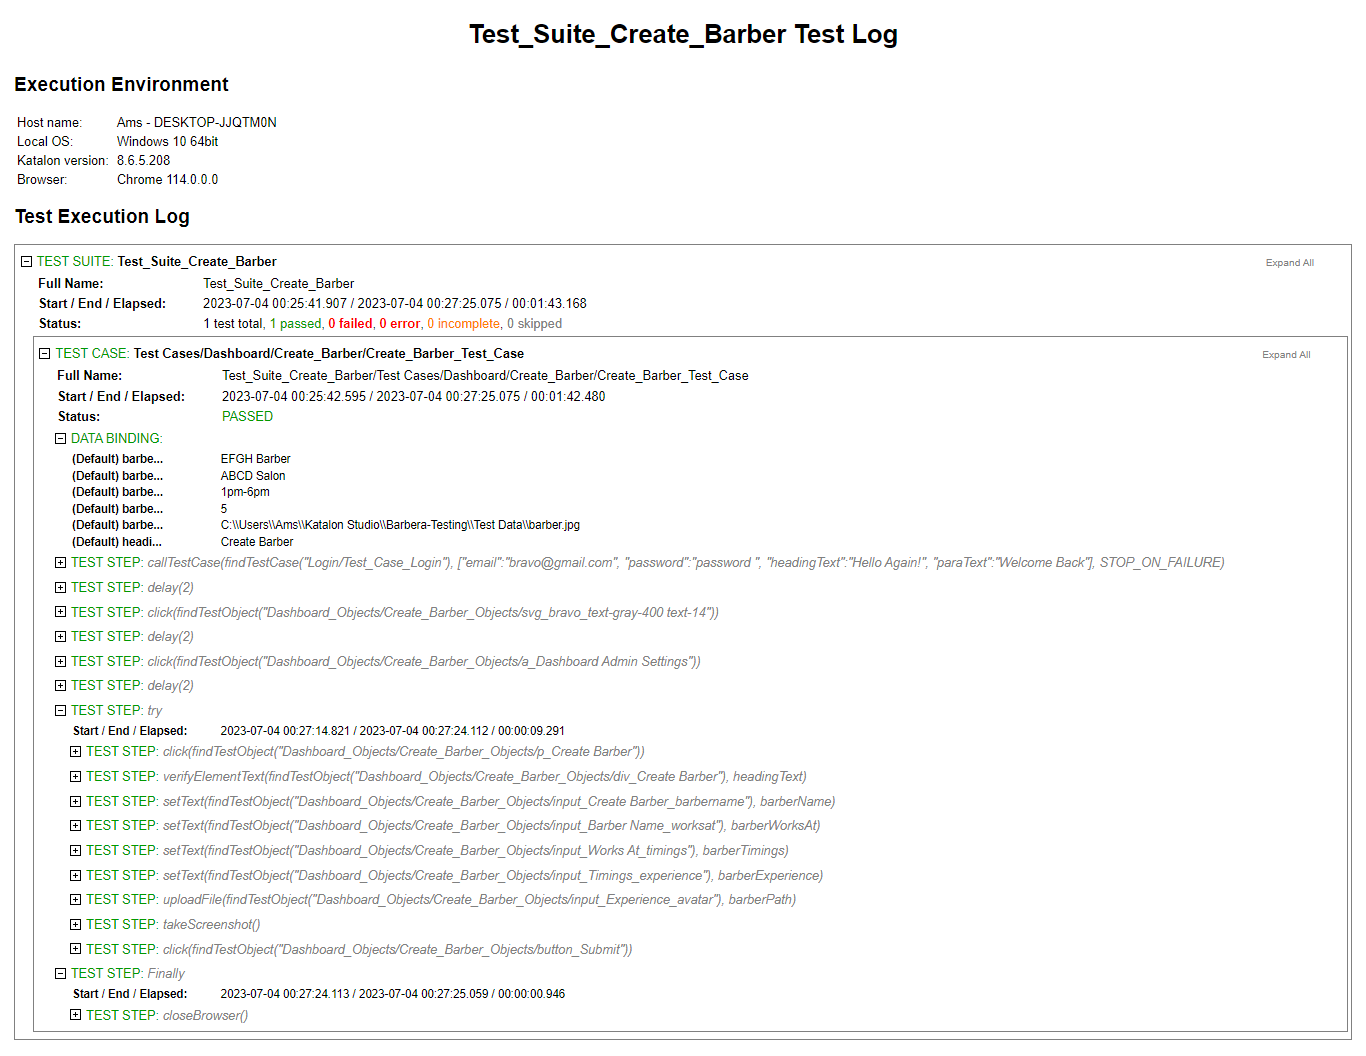 Test_Suite_Create_Barber Test Log
Execution Environment
Host name: Ams - DESKTOP-JJQTM0N
Local OS: Windows 10 64bit
Katalon version: 8.6.5.208
Browser: Chrome 114.0.0.0
Test Execution Log
TEST SUITE: Test_Suite_Create_Barber Expand All
Full Name: Test_Suite_Create_Barber
Start / End / Elapsed: 2023-07-04 00:25:41.907 / 2023-07-04 00:27:25.075 / 00:01:43.168
Status: 1 test total, 1 passed, 0 failed, 0 error, 0 incomplete, 0 skipped
TEST CASE: Test Cases/Dashboard/Create_Barber/Create_Barber_Test_Case Expand All
Full Name: Test_Suite_Create_Barber/Test Cases/Dashboard/Create_Barber/Create_Barber_Test_Case
Start / End / Elapsed: 2023-07-04 00:25:42.595 / 2023-07-04 00:27:25.075 / 00:01:42.480
Status: PASSED
DATA BINDING:
(Default) barbe... EFGH Barber
(Default) barbe... ABCD Salon
(Default) barbe... 1pm-6pm
(Default) barbe... 5
(Default) barbe... C:\\Users\\Ams\\Katalon Studio\\Barbera-Testing\\Test Data\\barber.jpg
(Default) headi... Create Barber
TEST STEP: callTestCase(findTestCase("Login/Test_Case_Login"), ["email":"bravo@gmail.com", "password":"password ", "headingText":"Hello Again!", "paraText":"Welcome Back"], STOP_ON_FAILURE)
TEST STEP: delay(2)
TEST STEP: click(findTestObject("Dashboard_Objects/Create_Barber_Objects/svg_bravo_text-gray-400 text-14"))
TEST STEP: delay(2)
TEST STEP: click(findTestObject("Dashboard_Objects/Create_Barber_Objects/a_Dashboard Admin Settings"))
TEST STEP: delay(2)
TEST STEP: try
Start / End / Elapsed: 2023-07-04 00:27:14.821 / 2023-07-04 00:27:24.112 / 00:00:09.291
TEST STEP: click(findTestObject("Dashboard_Objects/Create_Barber_Objects/p_Create Barber"))
TEST STEP: verifyElementText(findTestObject("Dashboard_Objects/Create_Barber_Objects/div_Create Barber"), headingText)
TEST STEP: setText(findTestObject("Dashboard_Objects/Create_Barber_Objects/input_Create Barber_barbername"), barberName)
TEST STEP: setText(findTestObject("Dashboard_Objects/Create_Barber_Objects/input_Barber Name_worksat"), barberWorksAt)
TEST STEP: setText(findTestObject("Dashboard_Objects/Create_Barber_Objects/input_Works At_timings"), barberTimings)
TEST STEP: setText(findTestObject("Dashboard_Objects/Create_Barber_Objects/input_Timings_experience"), barberExperience)
TEST STEP: uploadFile(findTestObject("Dashboard_Objects/Create_Barber_Objects/input_Experience_avatar"), barberPath)
TEST STEP: takeScreenshot()
TEST STEP: click(findTestObject("Dashboard_Objects/Create_Barber_Objects/button_Submit"))
TEST STEP: Finally
Start / End / Elapsed: 2023-07-04 00:27:24.113 / 2023-07-04 00:27:25.059 / 00:00:00.946
TEST STEP: closeBrowser()